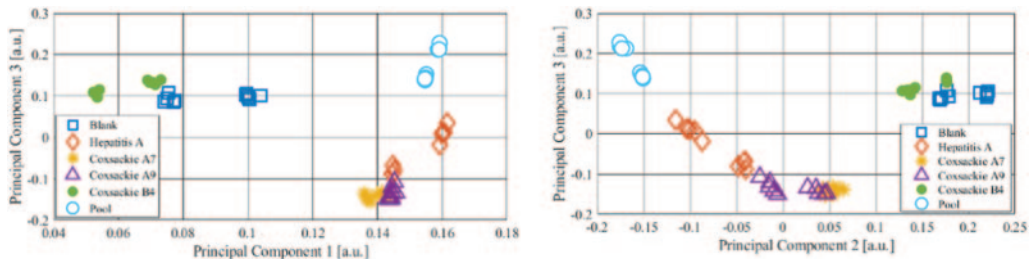 Principal Component 3 [a.u.]
0.3
0.2
0.1
0
-0.1
-0.2
Blank
Hepatitis A
Coxsackie A7
Coxsackie A9
Coxsackie B4
Pool
0.04
0.06
0.08
0.1
0.12
0.14
0.16
0.18
Principal Component 1 [a.u.]
Principal Component 3 [a.u.]
0.3
0.2
0.1
0
-0.1
-0.2
Blank
Hepatitis A
Coxsackie A7
Coxsackie A9
Coxsackie B4
Pool
-0.2
-0.15
-0.1
-0.05
0
0.05
0.1
0.15
0.2
0.25
Principal Component 2 [a.u.]